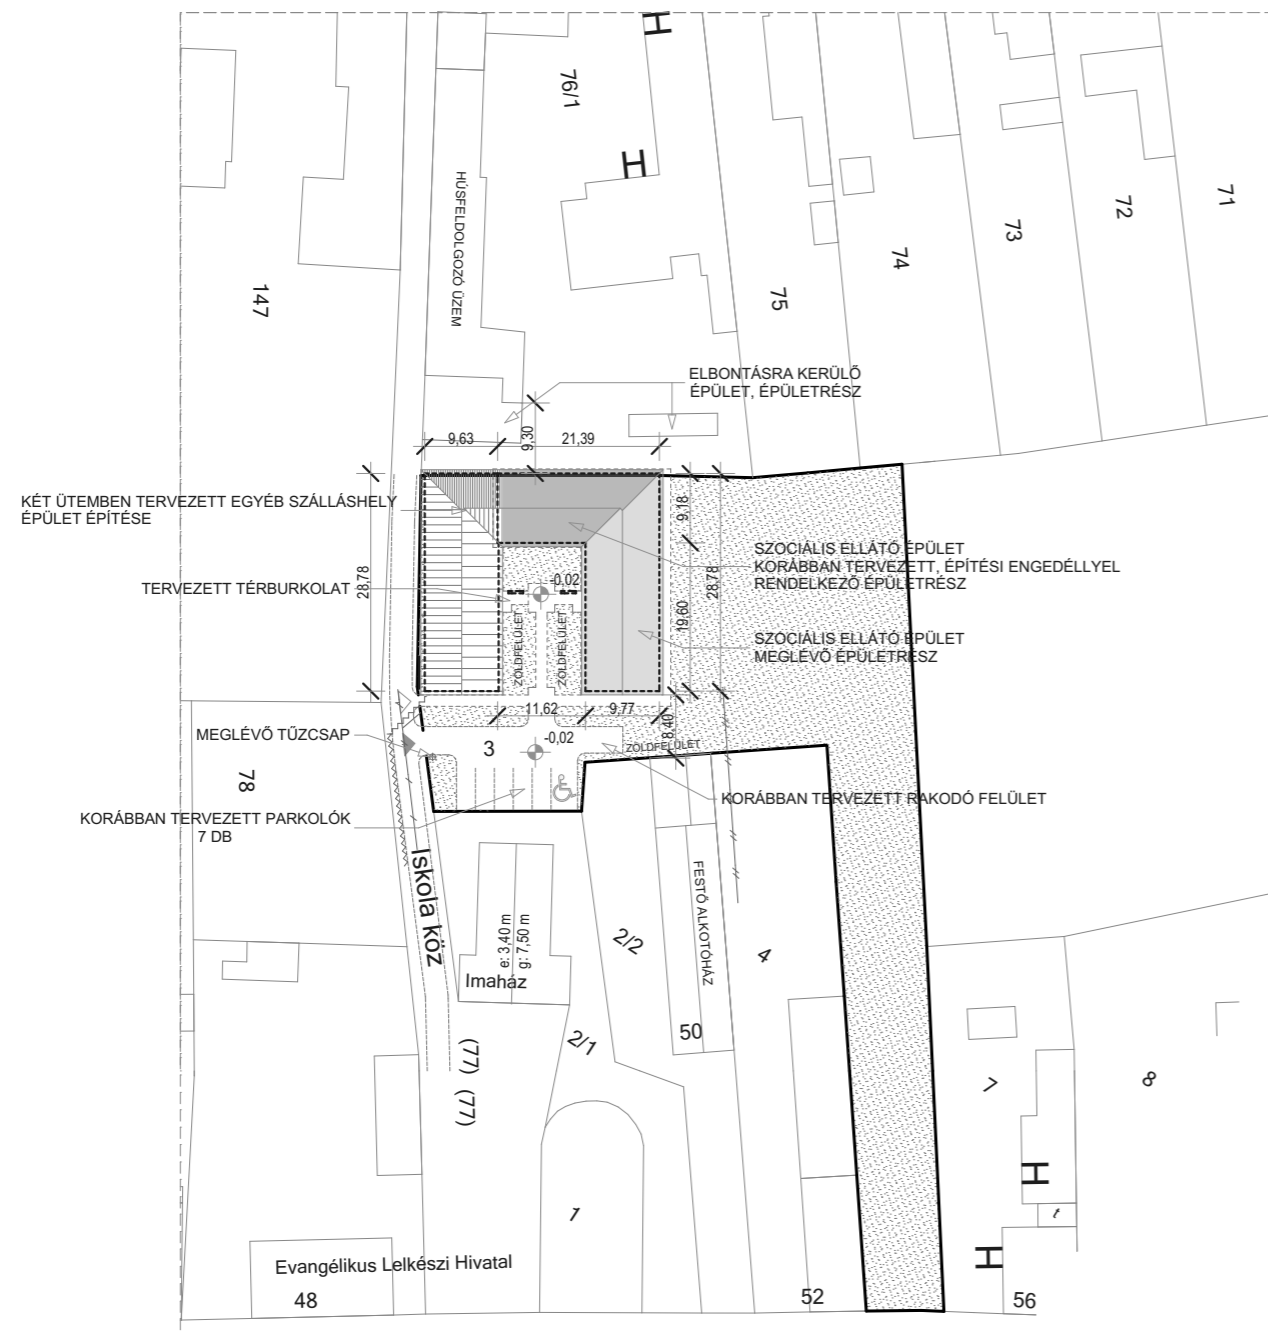 H
76/1
H
HÚSFELDOLGOZÓ ÜZEM
71
72
73
74
75
147
ELBONTÁSRA KERÜLŐ
ÉPÜLET, ÉPÜLETRÉSZ
9,63
9,30
21,39
KÉT ÜTEMBEN TERVEZETT EGYÉB SZÁLLÁSHELY
ÉPÜLET ÉPÍTÉSE
9,18
SZOCIÁLIS ELLÁTÓ ÉPÜLET
KORÁBBAN TERVEZETT, ÉPÍTÉSI ENGEDÉLLYEL
RENDELKEZŐ ÉPÜLETRÉSZ
28,78
28,78
TERVEZETT TÉRBURKOLAT
-0,02
19,60
ZÖLDFELÜLET
ZÖLDFELÜLET
SZOCIÁLIS ELLÁTÓ ÉPÜLET
MEGLÉVŐ ÉPÜLETRÉSZ
11,62
9,77
8,40
MEGLÉVŐ TŰZCSAP
3
-0,02
ZÖLDFELÜLET
78
KORÁBBAN TERVEZETT RAKODÓ FELÜLET
KORÁBBAN TERVEZETT PARKOLÓK
7 DB
Iskola köz
e: 3,40 m
g: 7,50 m
Imaház
2/2
FESTŐ ALKOTÓHÁZ
4
50
2/1
(77) (77)
7
8
1
H
t
H
Evangélikus Lelkészi Hivatal
48
52
56